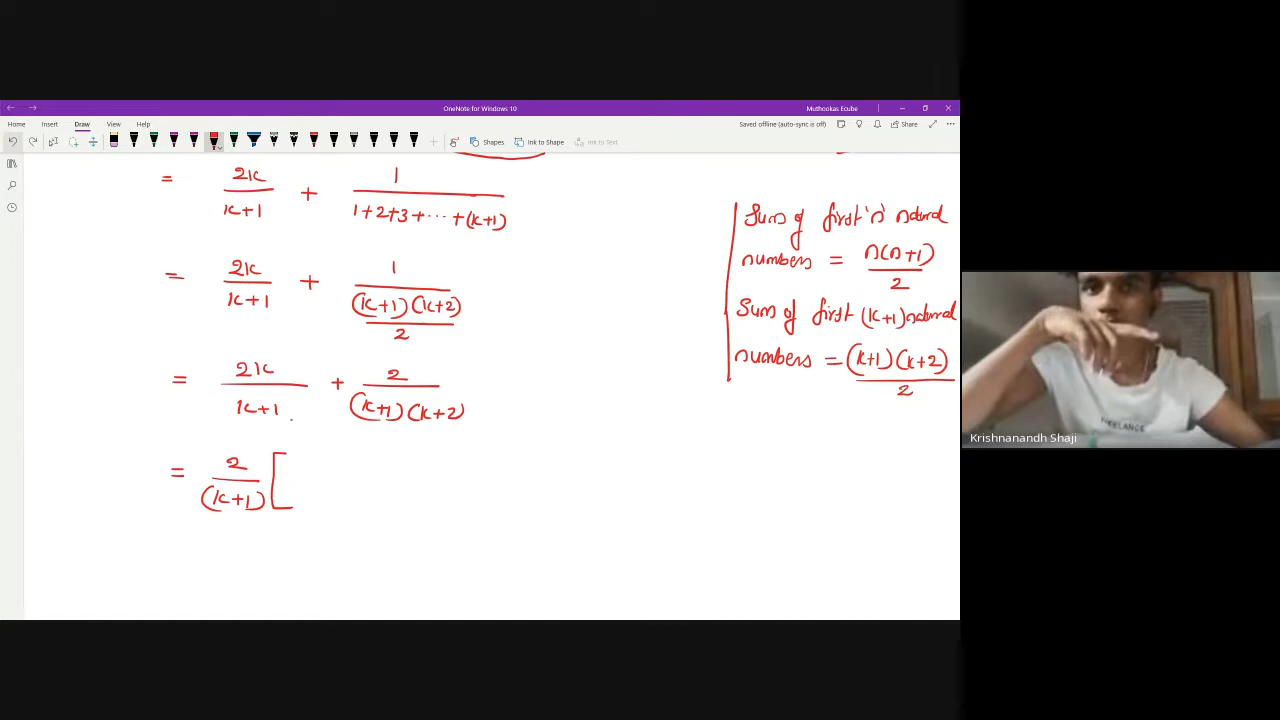 OneNote for Windows 10
Muthookas Ecube
Home Insert Draw View Help
Saved offline (auto-sync is off) Share
Shapes Ink to Shape Ink to Text
= 2k/(k+1) + 1/(1+2+3+...+(k+1))
= 2k/(k+1) + 1/((k+1)(k+2)/2)
= 2k/(k+1) + 2/((k+1)(k+2))
= 2/(k+1) [
Sum of first 'n' natural
numbers = n(n+1)/2
Sum of first (k+1) natural
numbers = (k+1)(k+2)/2
FREELANCE
Krishnanandh Shaji